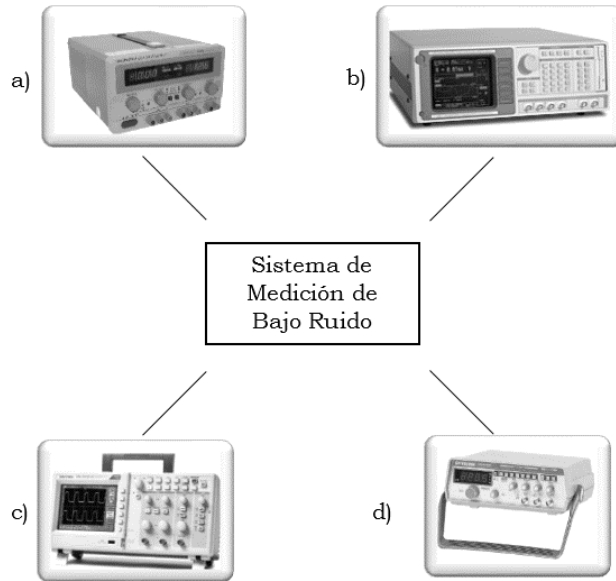 a)
b)
Sistema de
Medición de
Bajo Ruido
c)
d)